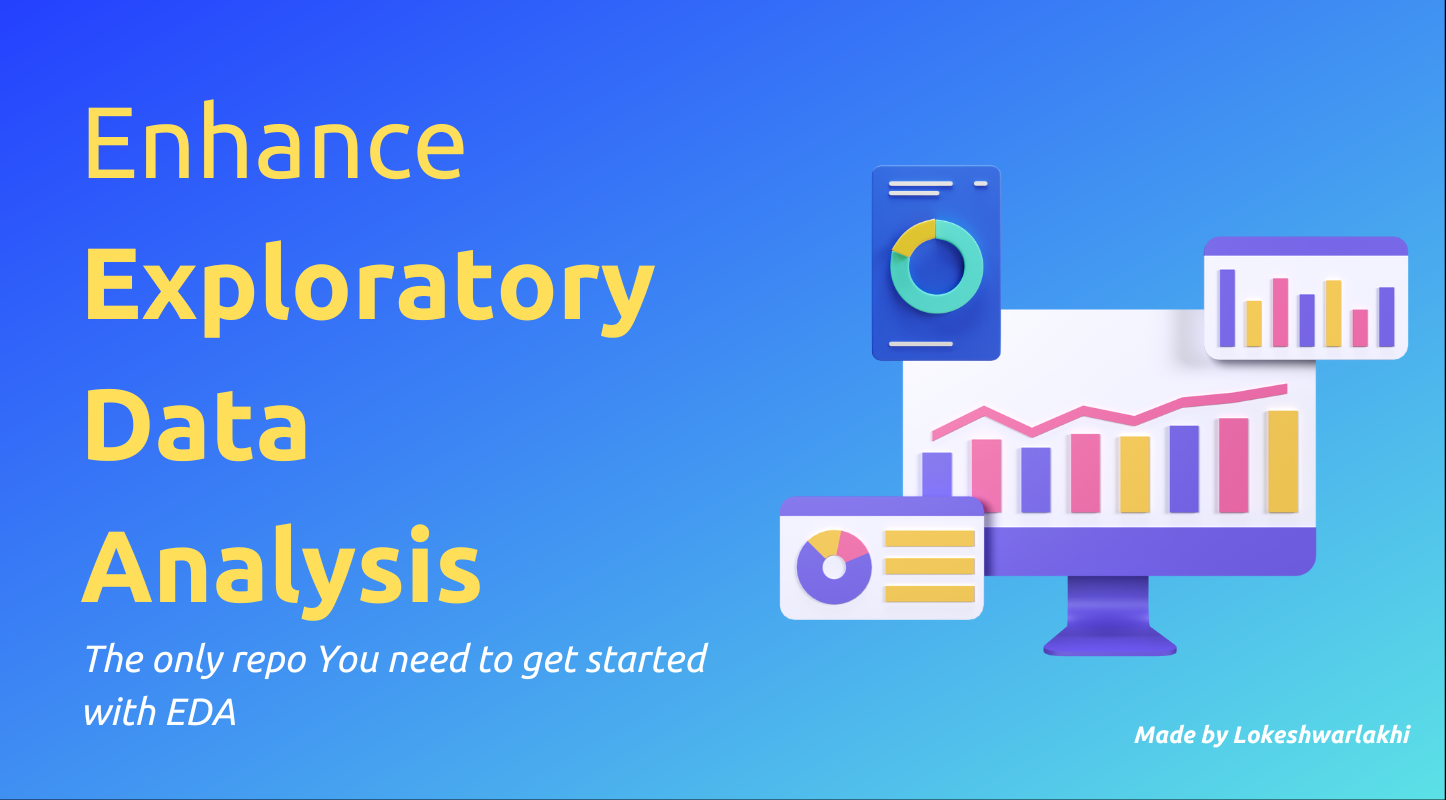 Enhance
Exploratory
Data
Analysis
The only repo You need to get started
with EDA
Made by Lokeshwarlakhi